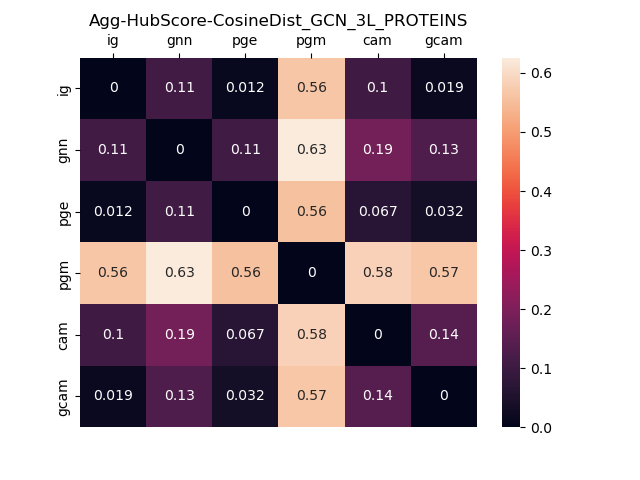 Agg-HubScore-CosineDist_GCN_3L_PROTEINS
ig gnn pge pgm cam gcam
ig 0 0.11 0.012 0.56 0.1 0.019
gnn 0.11 0 0.11 0.63 0.19 0.13
pge 0.012 0.11 0 0.56 0.067 0.032
pgm 0.56 0.63 0.56 0 0.58 0.57
cam 0.1 0.19 0.067 0.58 0 0.14
gcam 0.019 0.13 0.032 0.57 0.14 0
0.6
0.5
0.4
0.3
0.2
0.1
0.0